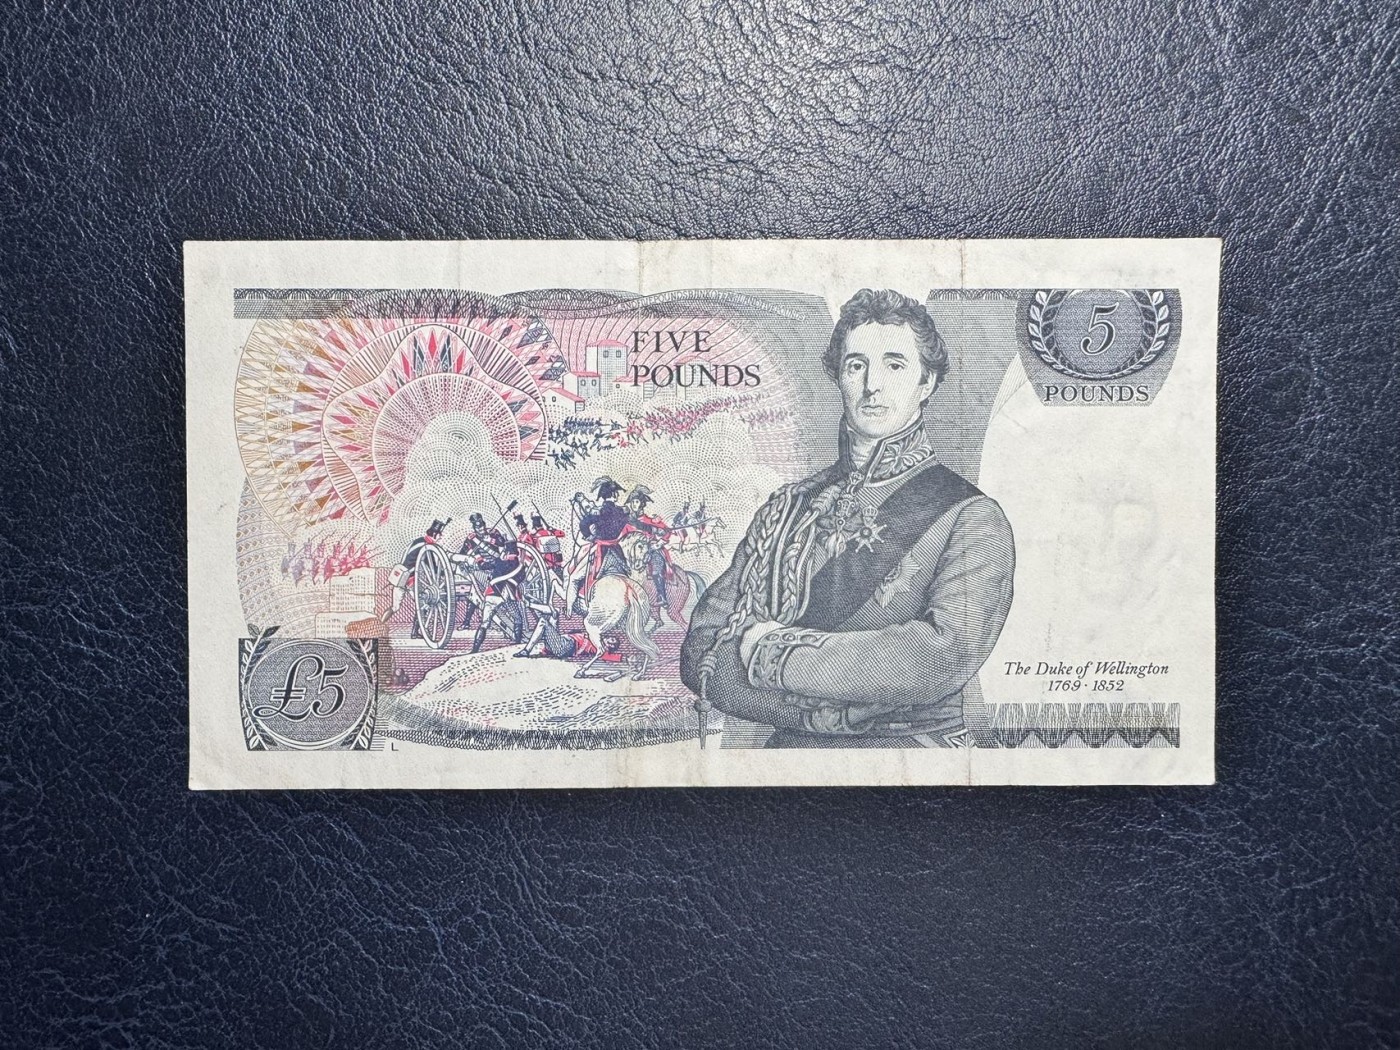 FIVE
POUNDS
5
POUNDS
The Duke of Wellington
1769 · 1852
£5
L